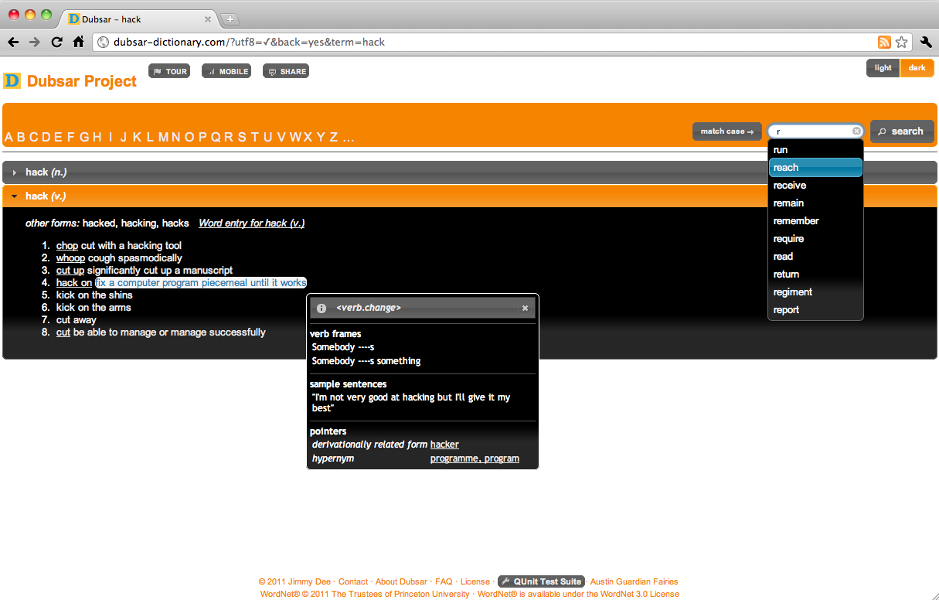 Dubsar – hack
dubsar-dictionary.com/?utf8=✓&back=yes&term=hack
D Dubsar Project
TOUR
MOBILE
SHARE
light dark
A B C D E F G H I J K L M N O P Q R S T U V W X Y Z ...
match case → r search
run
reach
receive
remain
remember
require
read
return
regiment
report
hack (n.)
hack (v.)
other forms: hacked, hacking, hacks Word entry for hack (v.)
1. chop cut with a hacking tool
2. whoop cough spasmodically
3. cut up significantly cut up a manuscript
4. hack on fix a computer program piecemeal until it works
5. kick on the shins
6. kick on the arms
7. cut away
8. cut be able to manage or manage successfully
<verb.change>
verb frames
Somebody ----s
Somebody ----s something
sample sentences
"I'm not very good at hacking but I'll give it my
best"
pointers
derivationally related form hacker
hypernym programme, program
© 2011 Jimmy Dee · Contact · About Dubsar · FAQ · License · QUnit Test Suite Austin Guardian Fairies
WordNet® © 2011 The Trustees of Princeton University · WordNet® is available under the WordNet 3.0 License